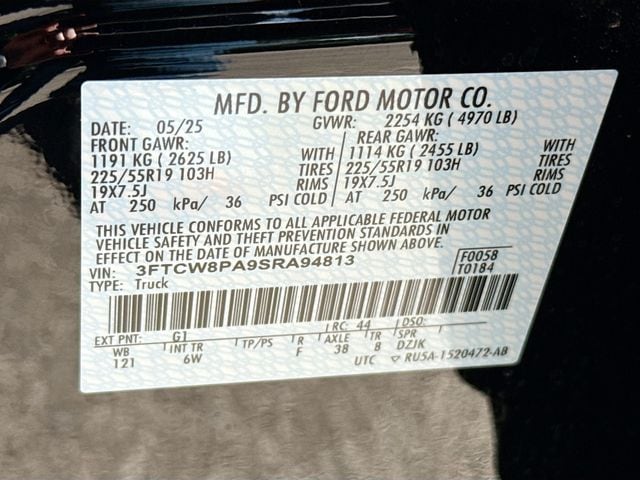 MFD. BY FORD MOTOR CO.
DATE: 05/25 GVWR: 2254 KG ( 4970 LB)
FRONT GAWR: REAR GAWR:
1191 KG ( 2625 LB) WITH 1114 KG ( 2455 LB) WITH
225/55R19 103H TIRES 225/55R19 103H TIRES
19X7.5J RIMS 19X7.5J RIMS
AT 250 kPa/ 36 PSI COLD AT 250 kPa/ 36 PSI COLD
THIS VEHICLE CONFORMS TO ALL APPLICABLE FEDERAL MOTOR
VEHICLE SAFETY AND THEFT PREVENTION STANDARDS IN
EFFECT ON THE DATE OF MANUFACTURE SHOWN ABOVE.
VIN: 3FTCW8PA9SRA94813 F0058
TYPE: Truck T0184
EXT PNT: G1 RC: 44 DSO:
WB INT TR TP/PS R AXLE TR SPR
121 6W F 38 8 DZJK
UTC RU5A-1520472-AB